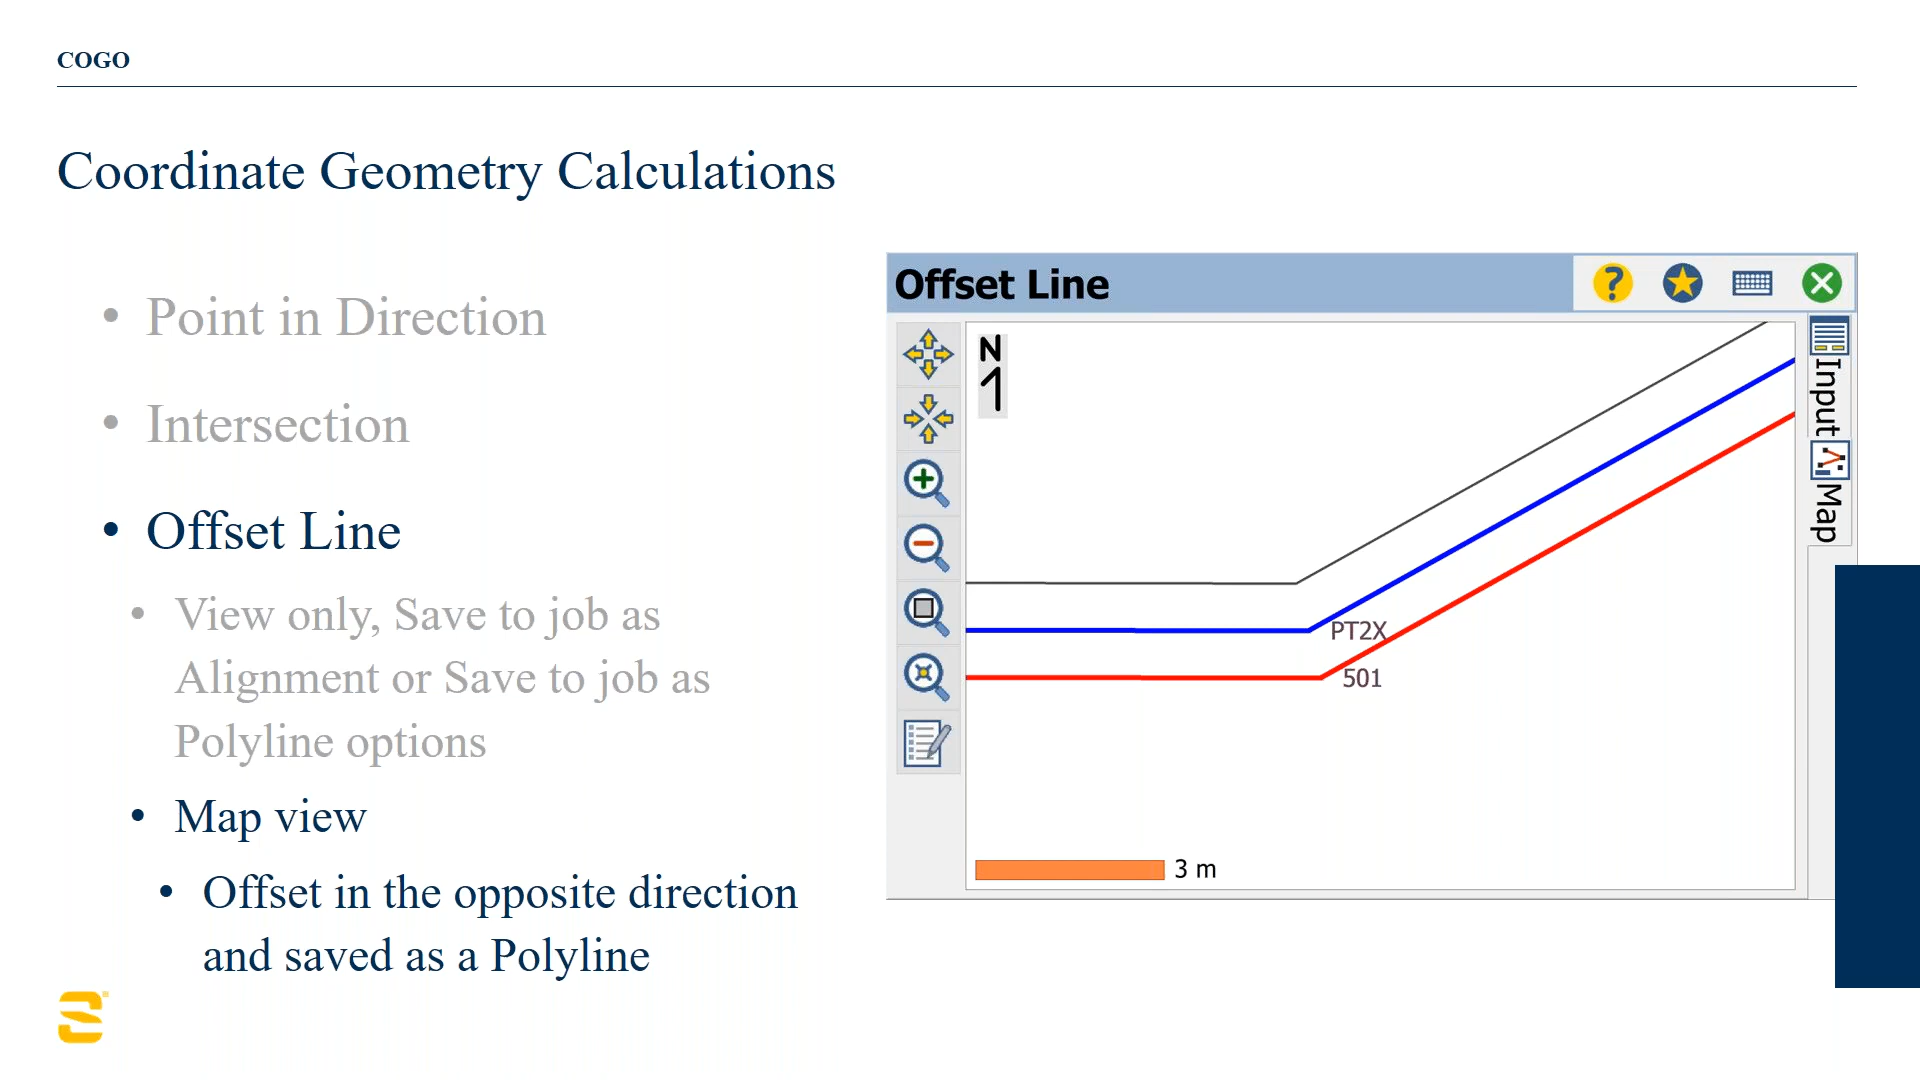 COGO
Coordinate Geometry Calculations
• Point in Direction
• Intersection
• Offset Line
• View only, Save to job as
Alignment or Save to job as
Polyline options
• Map view
• Offset in the opposite direction
and saved as a Polyline
Offset Line
N
Input
Map
PT2X
501
3 m